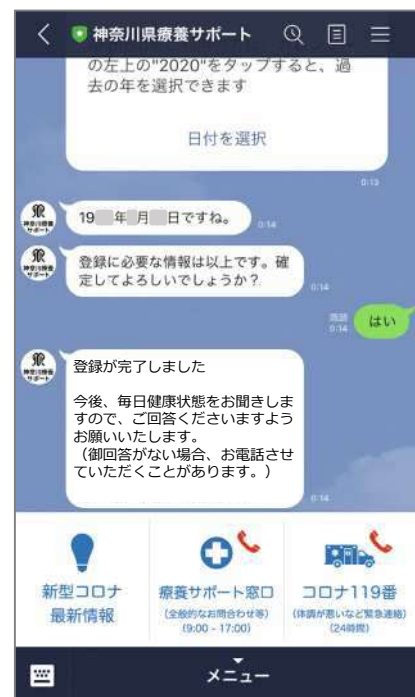 神奈川県療養サポート
の左上の"2020"をタップすると、過
去の年を選択できます
日付を選択
0:13
19 年 月 日ですね。
0:14
登録に必要な情報は以上です。確
定してよろしいでしょうか?
0:14
既読
0:14
はい
登録が完了しました
今後、毎日健康状態をお聞きしま
すので、ご回答くださいますよう
お願いいたします。
(御回答がない場合、お電話させ
ていただくことがあります。)
0:14
新型コロナ
最新情報
療養サポート窓口
(全般的なお問合わせ等)
(9:00 - 17:00)
コロナ119番
(体調が悪いなど緊急連絡)
(24時間)
メニュー